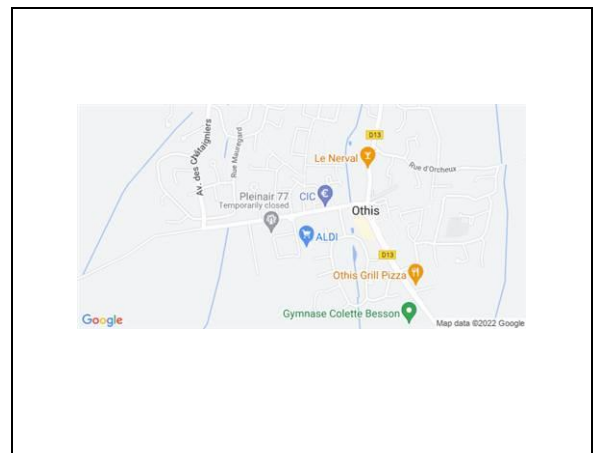 D13
Av. des Châtaigniers
Rue Mauregard
Le Nerval
Rue d'Orcheux
Pleinair 77
Temporarily closed
CIC
Othis
ALDI
D13
Othis Grill Pizza
Gymnase Colette Besson
Google
Map data ©2022 Google